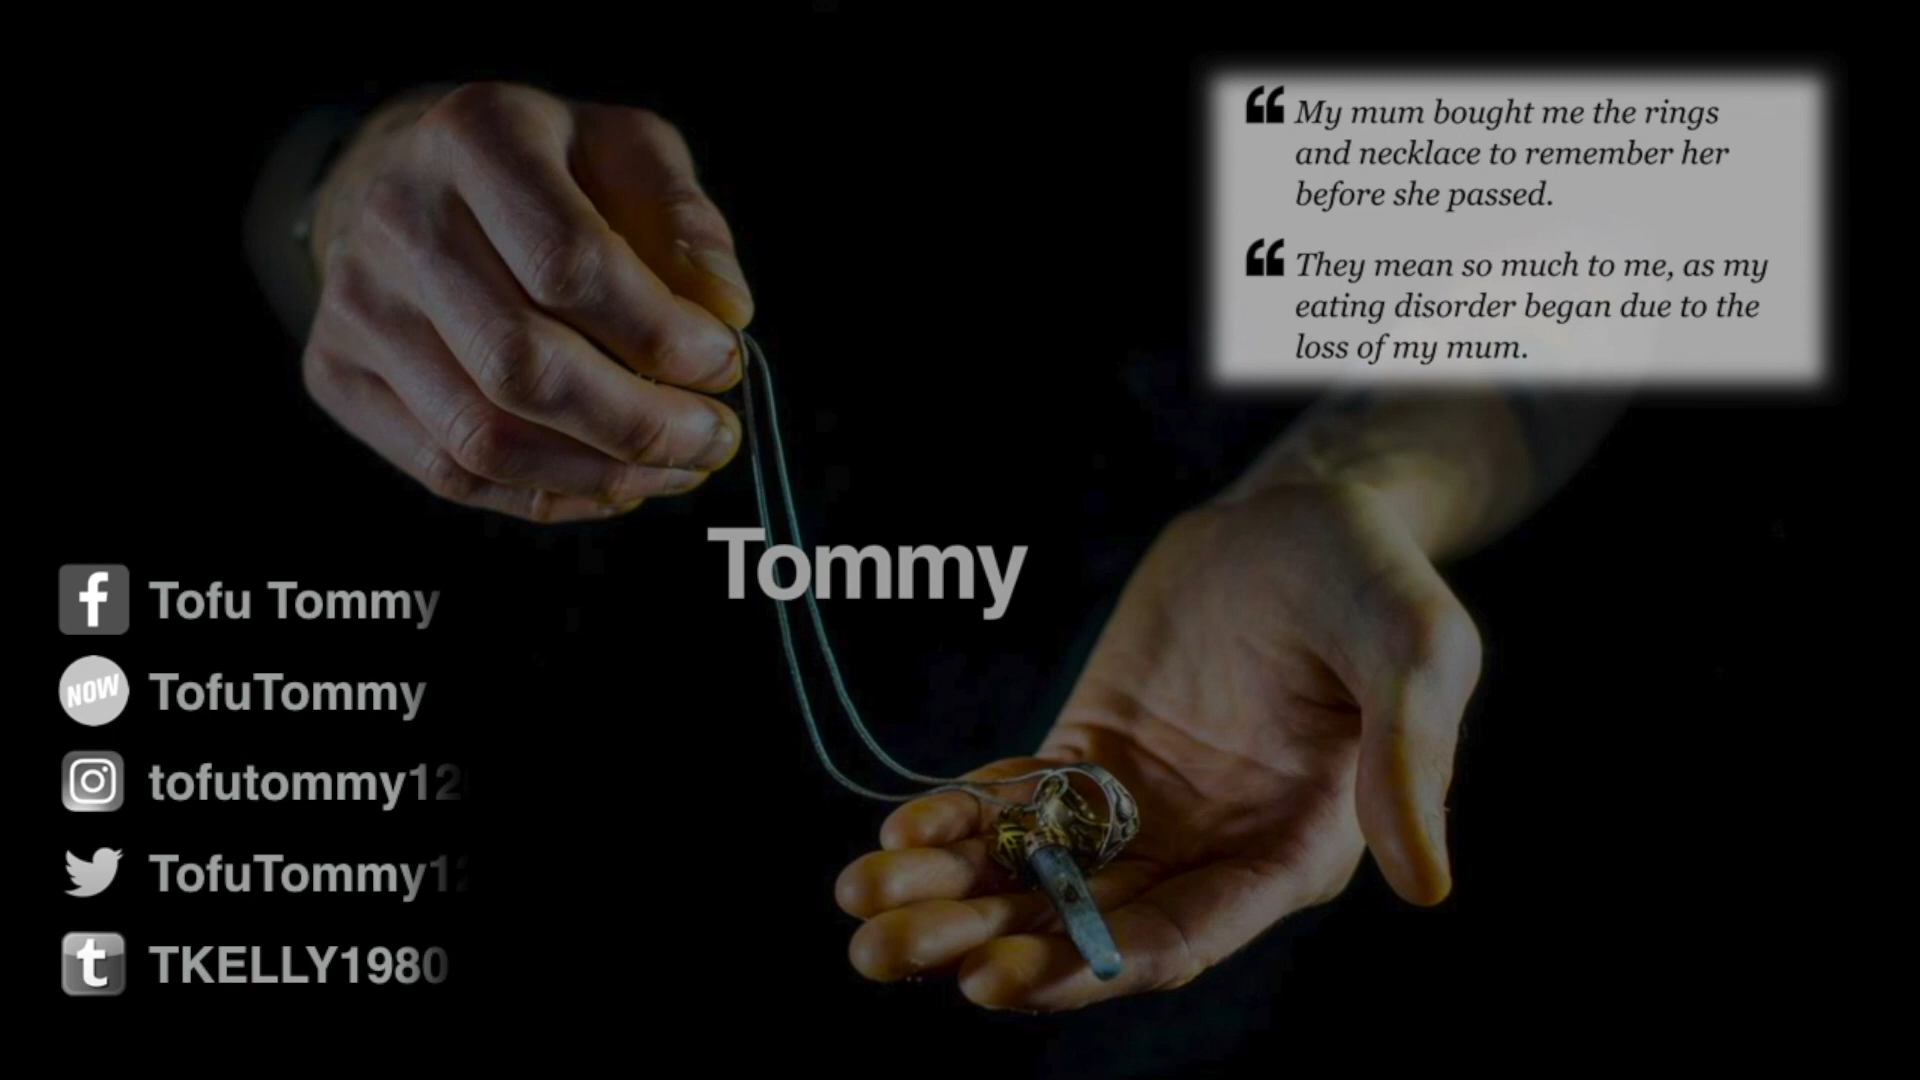 ❝ My mum bought me the rings
and necklace to remember her
before she passed.
❝ They mean so much to me, as my
eating disorder began due to the
loss of my mum.
Tommy
Tofu Tommy
NOW TofuTommy
tofutommy12
TofuTommy12
TKELLY1980